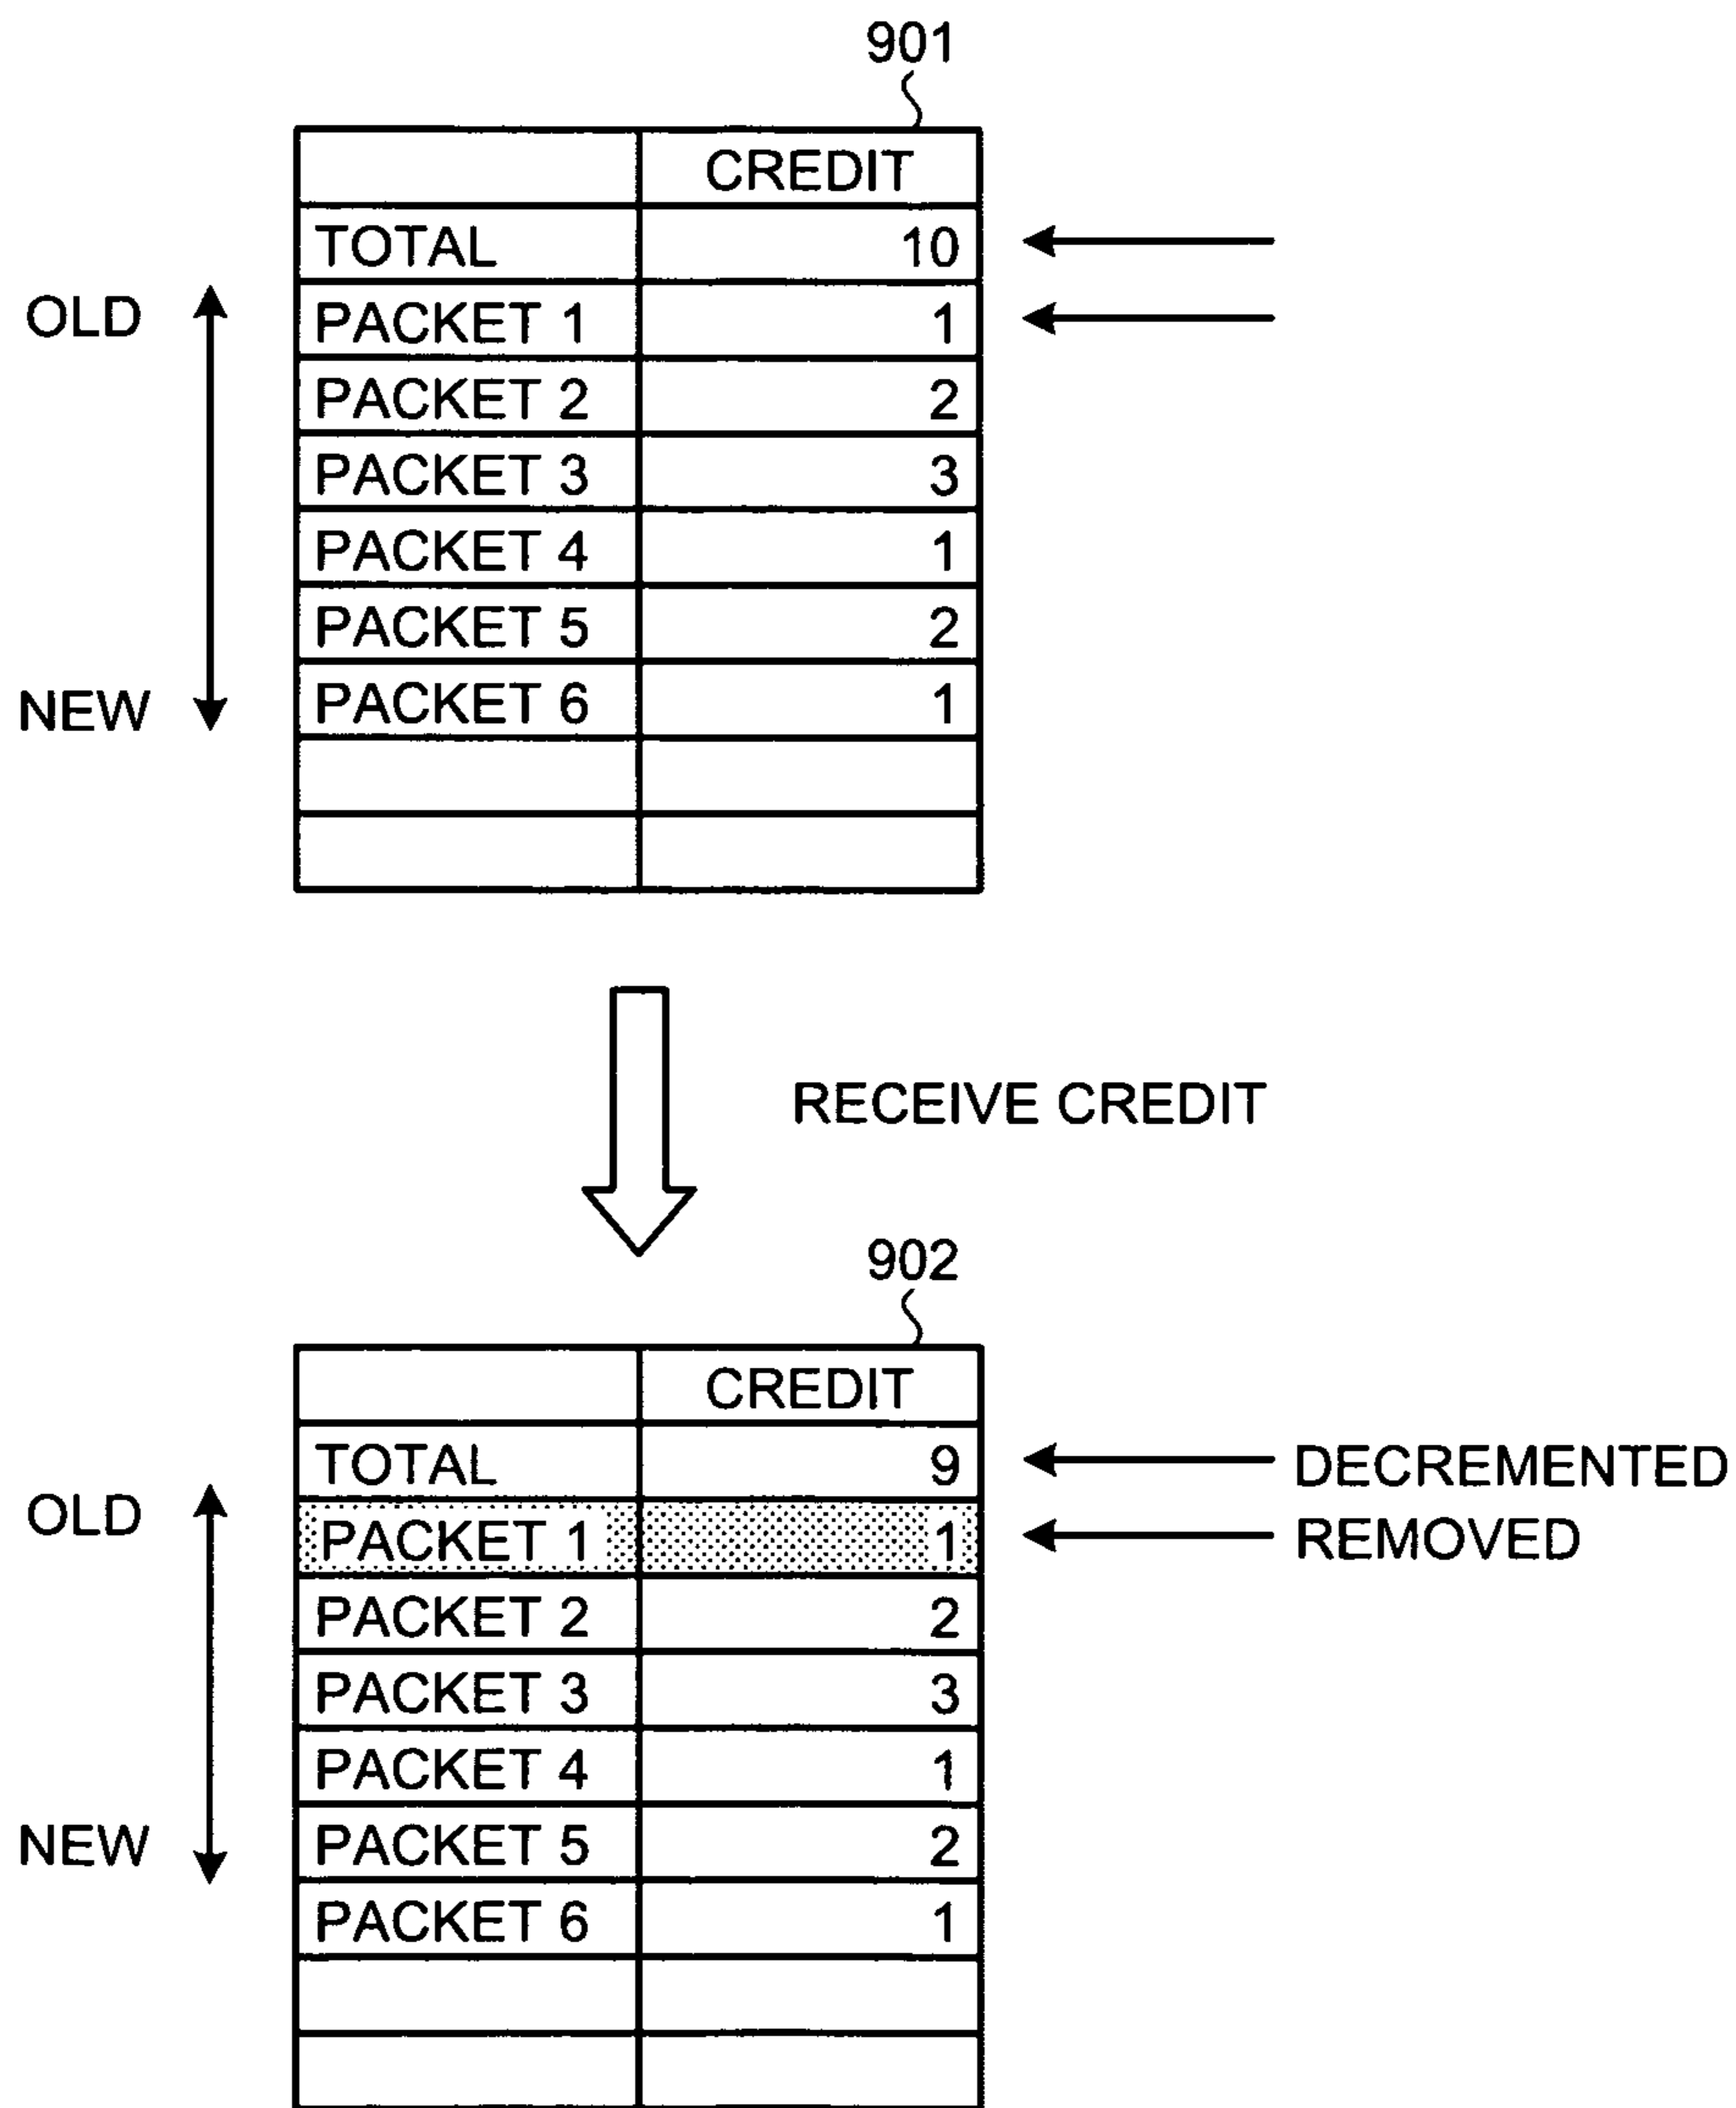 901
CREDIT
TOTAL 10
OLD PACKET 1 1
PACKET 2 2
PACKET 3 3
PACKET 4 1
PACKET 5 2
NEW PACKET 6 1
RECEIVE CREDIT
902
CREDIT
TOTAL 9 DECREMENTED
OLD PACKET 1 1 REMOVED
PACKET 2 2
PACKET 3 3
PACKET 4 1
NEW PACKET 5 2
PACKET 6 1